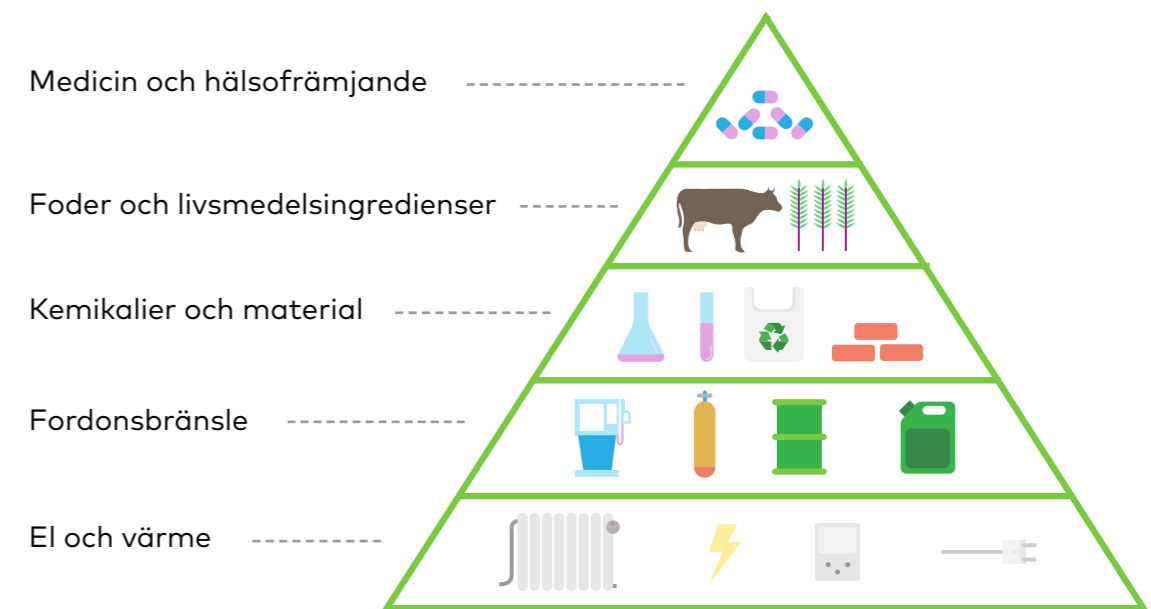 Medicin och hälsofrämjande
Foder och livsmedelsingredienser
Kemikalier och material
Fordonsbränsle
El och värme